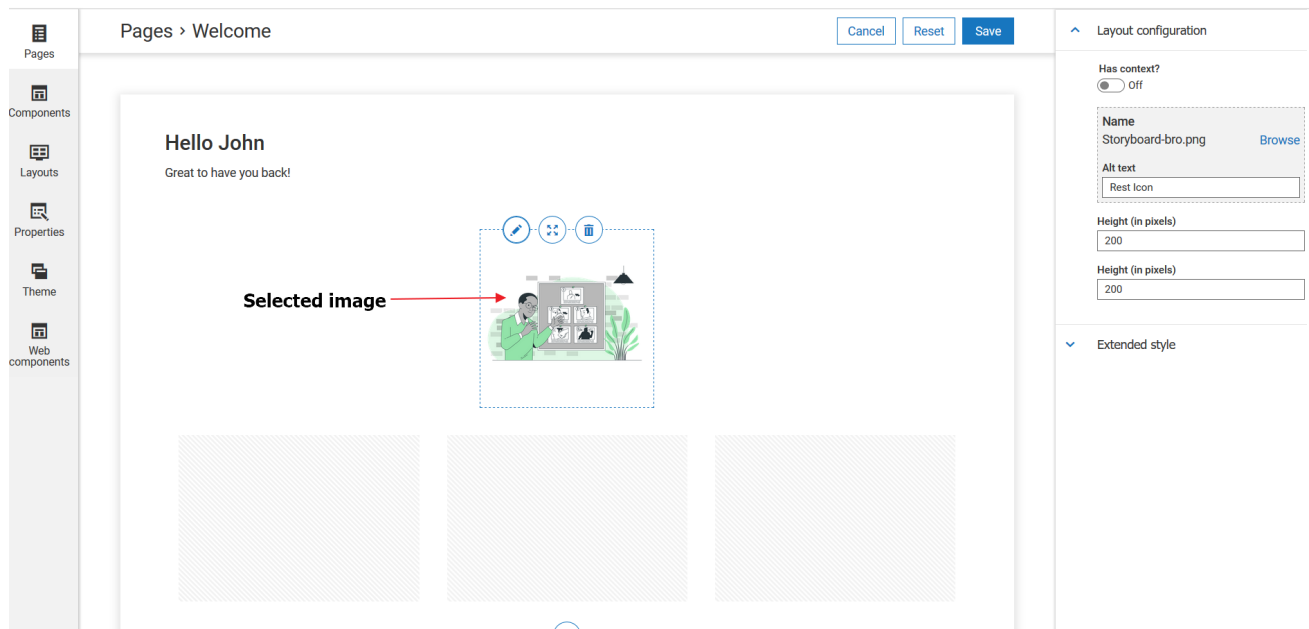 Pages
Components
Layouts
Properties
Theme
Web
components
Pages › Welcome
Cancel
Reset
Save
Hello John
Great to have you back!
Selected image
Layout configuration
Has context?
Off
Name
Storyboard-bro.png
Browse
Alt text
Rest Icon
Height (in pixels)
200
Height (in pixels)
200
Extended style